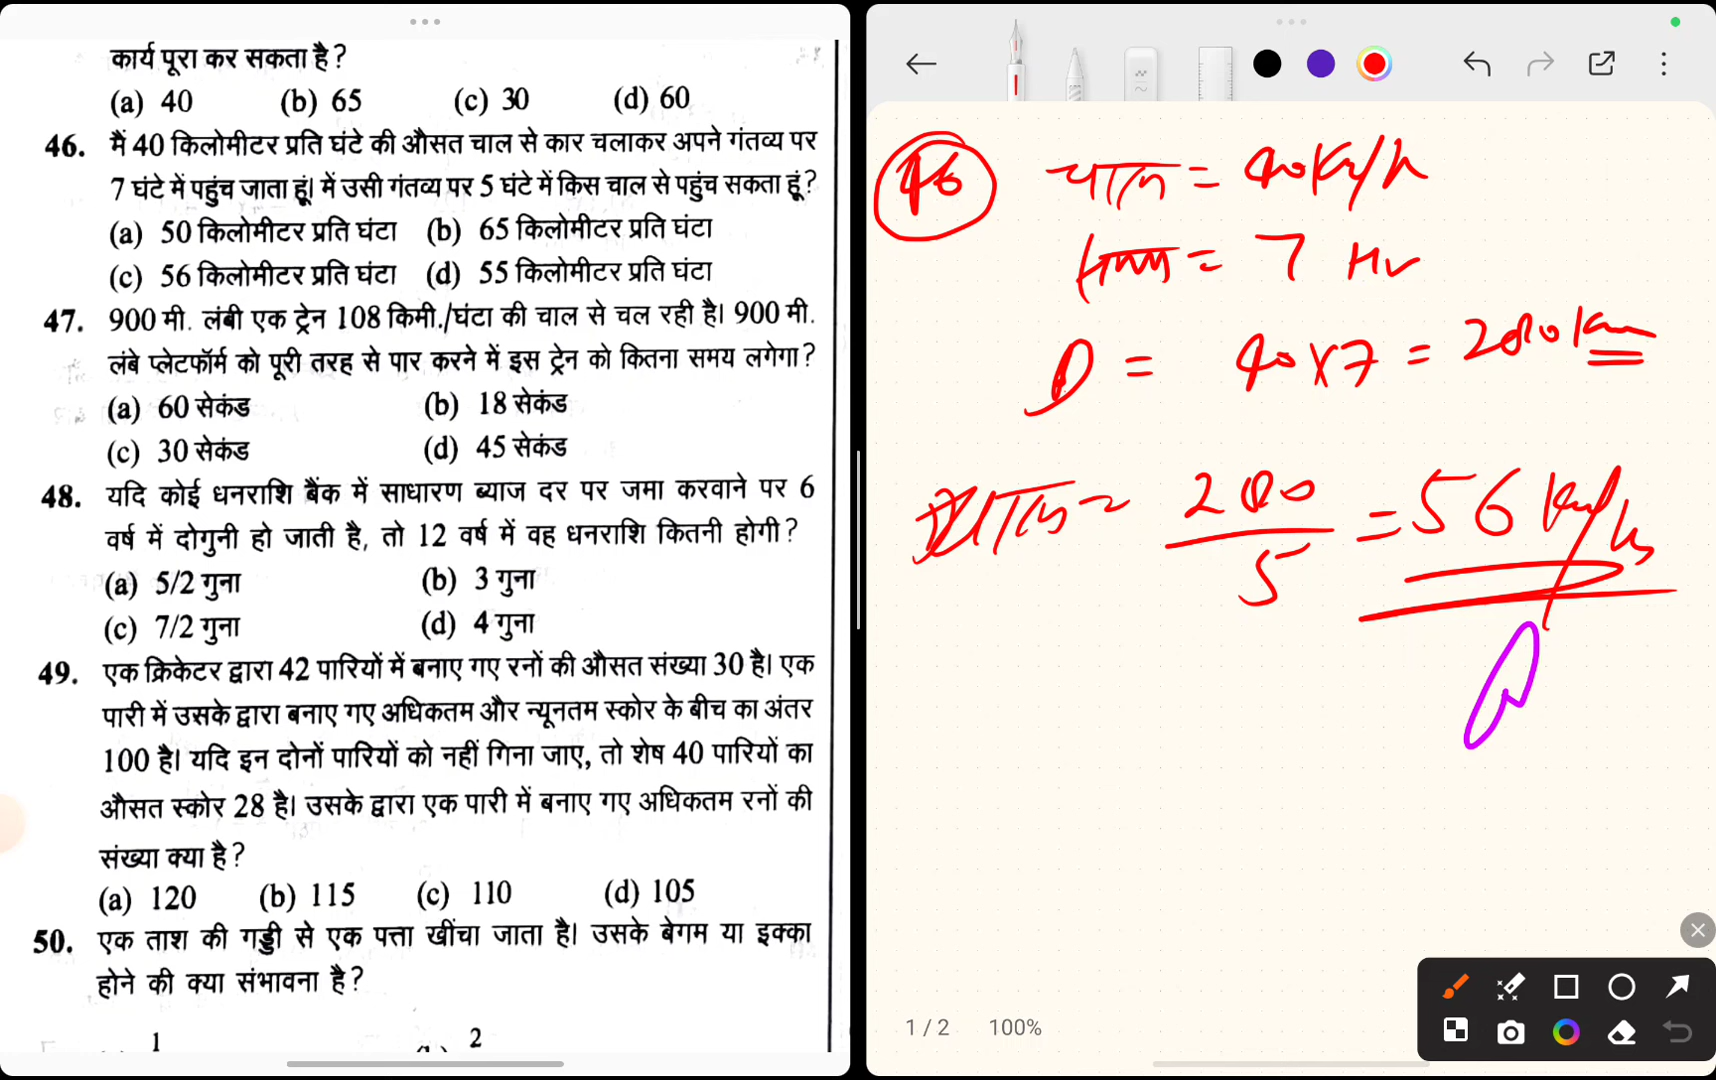 कार्य पूरा कर सकता है?
(a) 40 (b) 65 (c) 30 (d) 60
46. मैं 40 किलोमीटर प्रति घंटे की औसत चाल से कार चलाकर अपने गंतव्य पर
7 घंटे में पहुंच जाता हूं। में उसी गंतव्य पर 5 घंटे में किस चाल से पहुंच सकता हूं?
(a) 50 किलोमीटर प्रति घंटा (b) 65 किलोमीटर प्रति घंटा
(c) 56 किलोमीटर प्रति घंटा (d) 55 किलोमीटर प्रति घंटा
47. 900 मी. लंबी एक ट्रेन 108 किमी./घंटा की चाल से चल रही है। 900 मी.
लंबे प्लेटफॉर्म को पूरी तरह से पार करने में इस ट्रेन को कितना समय लगेगा?
(a) 60 सेकंड (b) 18 सेकंड
(c) 30 सेकंड (d) 45 सेकंड
48. यदि कोई धनराशि बैंक में साधारण ब्याज दर पर जमा करवाने पर 6
वर्ष में दोगुनी हो जाती है, तो 12 वर्ष में वह धनराशि कितनी होगी?
(a) 5/2 गुना (b) 3 गुना
(c) 7/2 गुना (d) 4 गुना
49. एक क्रिकेटर द्वारा 42 पारियों में बनाए गए रनों की औसत संख्या 30 है। एक
पारी में उसके द्वारा बनाए गए अधिकतम और न्यूनतम स्कोर के बीच का अंतर
100 है। यदि इन दोनों पारियों को नहीं गिना जाए, तो शेष 40 पारियों का
औसत स्कोर 28 है। उसके द्वारा एक पारी में बनाए गए अधिकतम रनों की
संख्या क्या है?
(a) 120 (b) 115 (c) 110 (d) 105
50. एक ताश की गड्डी से एक पत्ता खींचा जाता है। उसके बेगम या इक्का
होने की क्या संभावना है?
1 2
46 चाल = 40 Km/h
समय = 7 Hr
D = 40 × 7 = 280 Km
चाल = 280/5 = 56 Km/h
1 / 2 100%